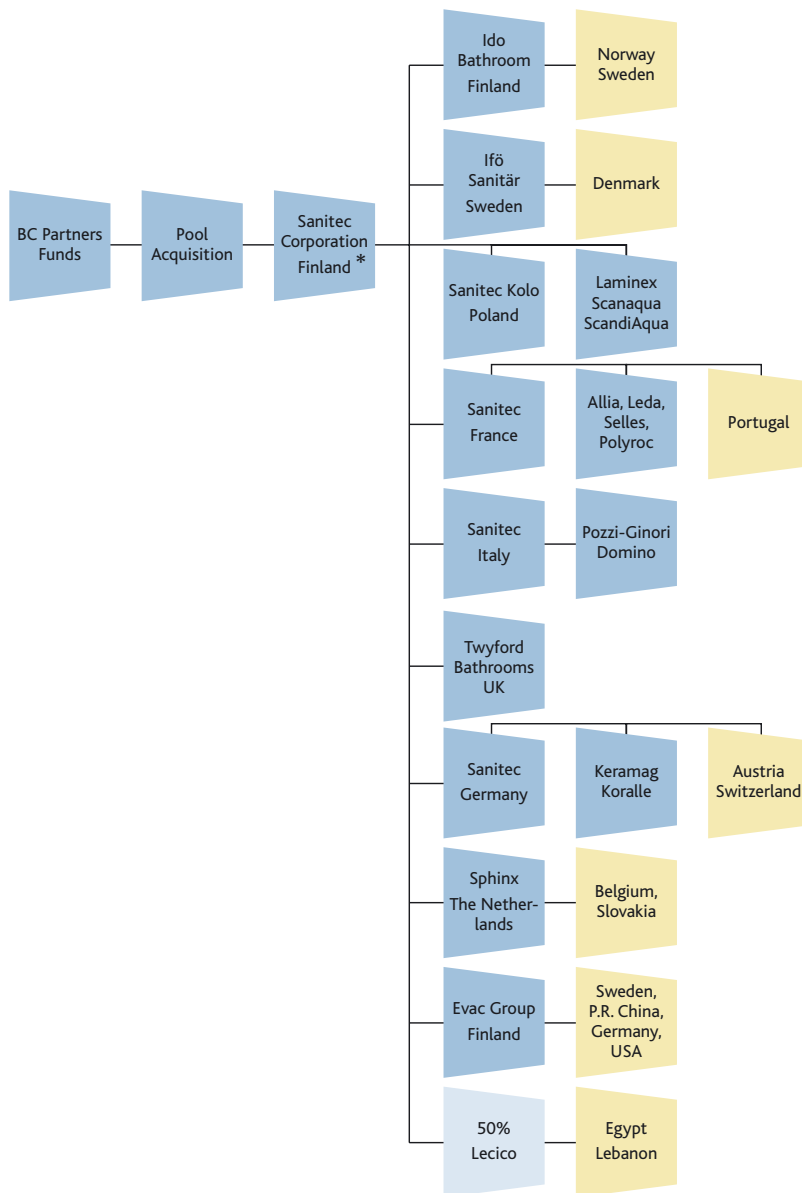 BC Partners
Funds
Pool
Acquisition
Sanitec
Corporation
Finland *
Ido
Bathroom
Finland
Norway
Sweden
Ifö
Sanitär
Sweden
Denmark
Sanitec Kolo
Poland
Laminex
Scanaqua
ScandiAqua
Sanitec
France
Allia, Leda,
Selles,
Polyroc
Portugal
Sanitec
Italy
Pozzi-Ginori
Domino
Twyford
Bathrooms
UK
Sanitec
Germany
Keramag
Koralle
Austria
Switzerland
Sphinx
The Nether-
lands
Belgium,
Slovakia
Evac Group
Finland
Sweden,
P.R. China,
Germany,
USA
50%
Lecico
Egypt
Lebanon